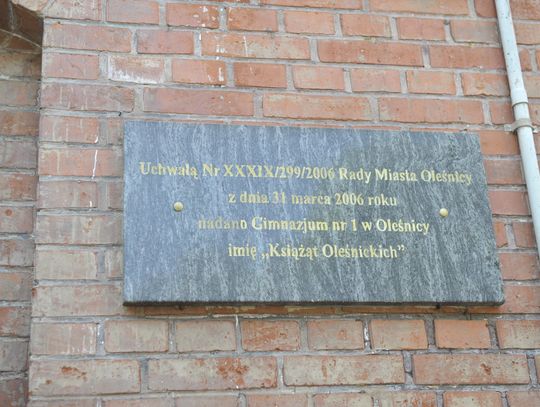 Uchwałą Nr XXXIX/299/2006 Rady Miasta Oleśnicy
z dnia 31 marca 2006 roku
nadano Gimnazjum nr 1 w Oleśnicy
imię „Książąt Oleśnickich”